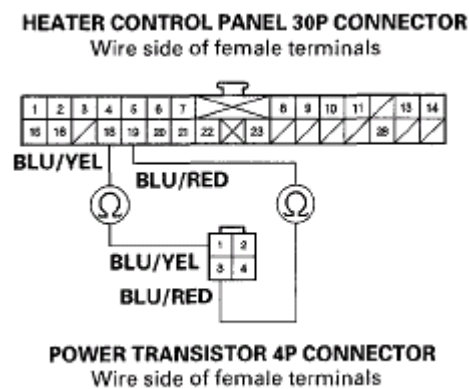 HEATER CONTROL PANEL 30P CONNECTOR
Wire side of female terminals
1 2 3 4 5 6 7 8 9 10 11 13 14
15 16 18 19 20 21 22 23 28
BLU/YEL
BLU/RED
Ω Ω
1 2
BLU/YEL
3 4
BLU/RED
POWER TRANSISTOR 4P CONNECTOR
Wire side of female terminals